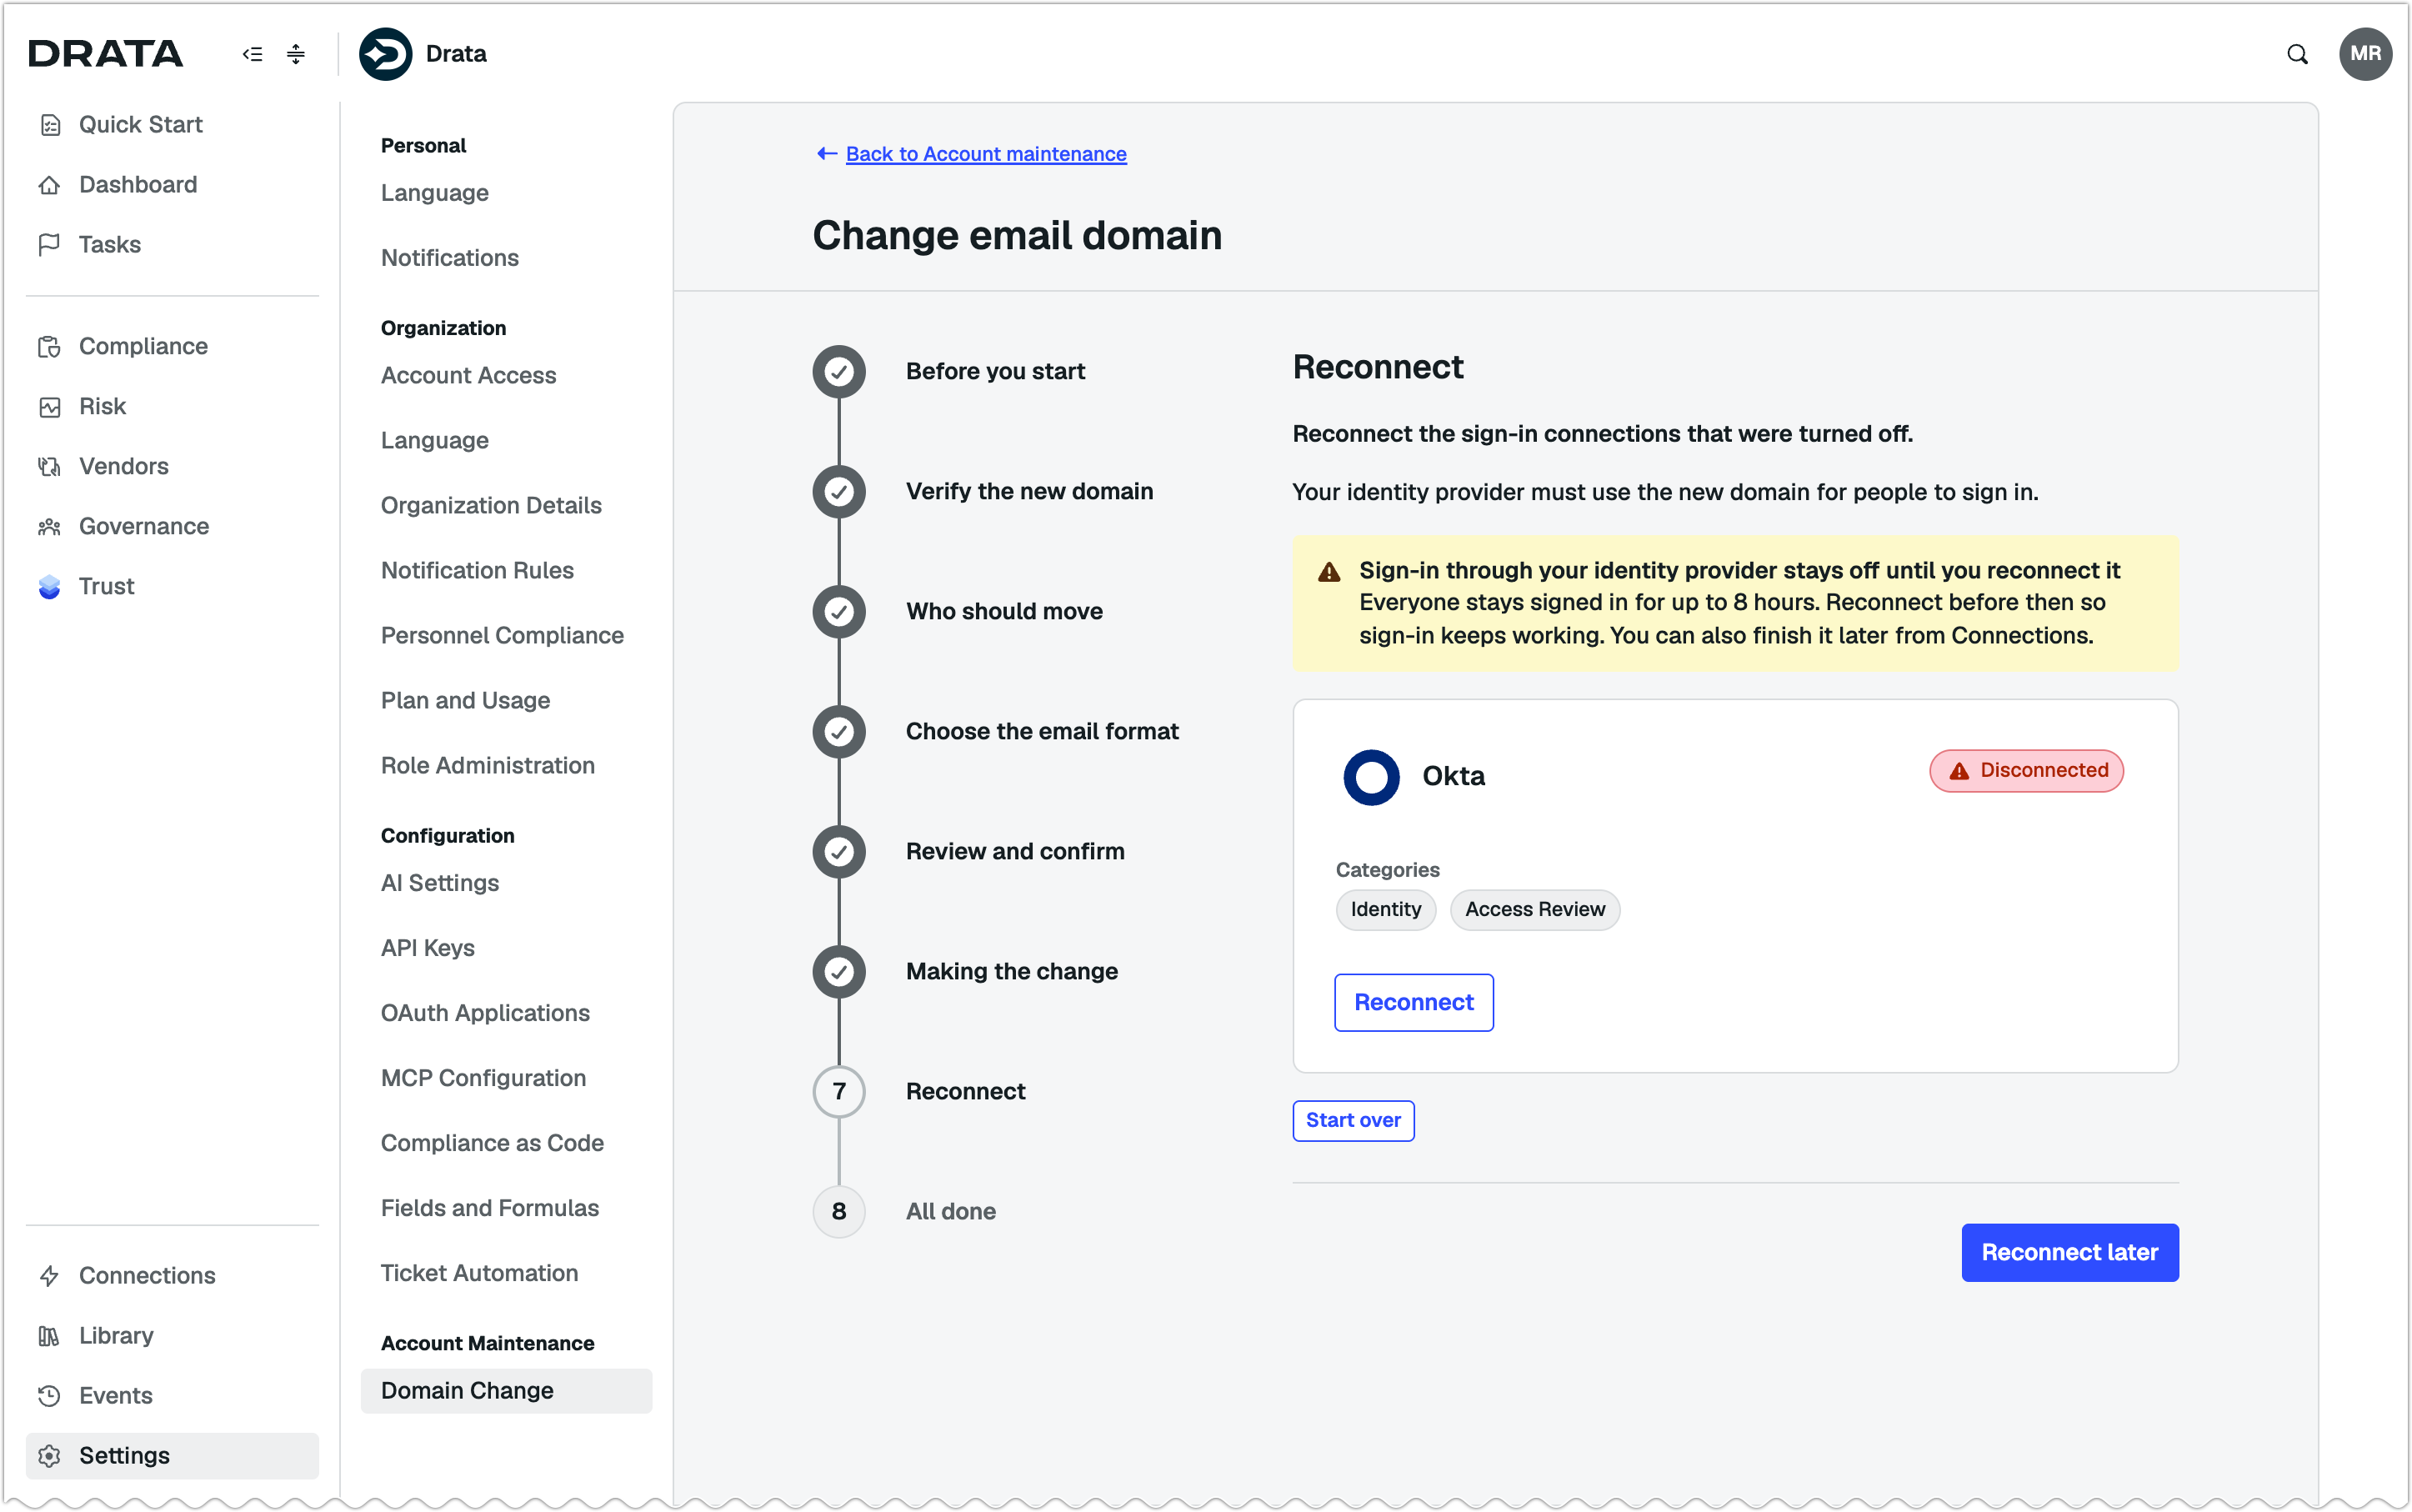 DRATA
Drata
MR
Quick Start
Dashboard
Tasks
Compliance
Risk
Vendors
Governance
Trust
Connections
Library
Events
Settings
Personal
Language
Notifications
Organization
Account Access
Language
Organization Details
Notification Rules
Personnel Compliance
Plan and Usage
Role Administration
Configuration
AI Settings
API Keys
OAuth Applications
MCP Configuration
Compliance as Code
Fields and Formulas
Ticket Automation
Account Maintenance
Domain Change
Back to Account maintenance
Change email domain
Before you start
Verify the new domain
Who should move
Choose the email format
Review and confirm
Making the change
7 Reconnect
8 All done
Reconnect
Reconnect the sign-in connections that were turned off.
Your identity provider must use the new domain for people to sign in.
Sign-in through your identity provider stays off until you reconnect it
Everyone stays signed in for up to 8 hours. Reconnect before then so
sign-in keeps working. You can also finish it later from Connections.
Okta
Disconnected
Categories
Identity
Access Review
Reconnect
Start over
Reconnect later